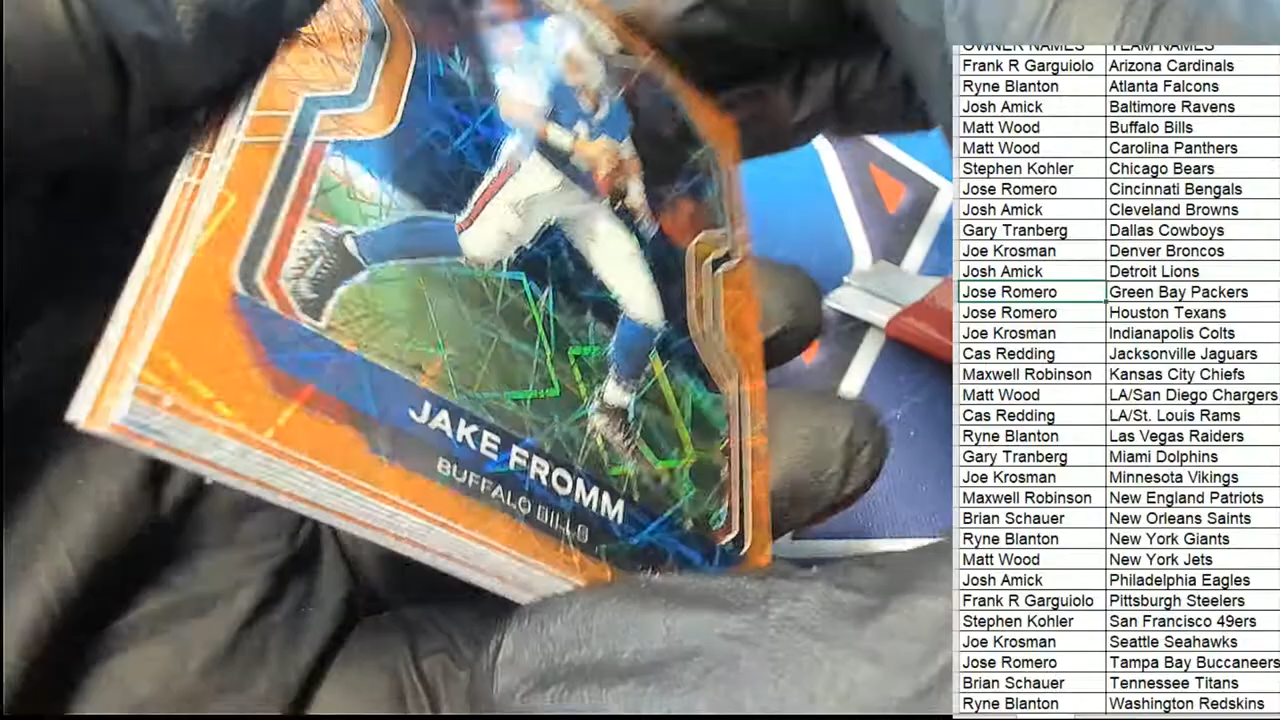 JAKE FROMM
BUFFALO BILLS
OWNER NAMES TEAM NAMES
Frank R Garguiolo Arizona Cardinals
Ryne Blanton Atlanta Falcons
Josh Amick Baltimore Ravens
Matt Wood Buffalo Bills
Matt Wood Carolina Panthers
Stephen Kohler Chicago Bears
Jose Romero Cincinnati Bengals
Josh Amick Cleveland Browns
Gary Tranberg Dallas Cowboys
Joe Krosman Denver Broncos
Josh Amick Detroit Lions
Jose Romero Green Bay Packers
Jose Romero Houston Texans
Joe Krosman Indianapolis Colts
Cas Redding Jacksonville Jaguars
Maxwell Robinson Kansas City Chiefs
Matt Wood LA/San Diego Chargers
Cas Redding LA/St. Louis Rams
Ryne Blanton Las Vegas Raiders
Gary Tranberg Miami Dolphins
Joe Krosman Minnesota Vikings
Maxwell Robinson New England Patriots
Brian Schauer New Orleans Saints
Ryne Blanton New York Giants
Matt Wood New York Jets
Josh Amick Philadelphia Eagles
Frank R Garguiolo Pittsburgh Steelers
Stephen Kohler San Francisco 49ers
Joe Krosman Seattle Seahawks
Jose Romero Tampa Bay Buccaneers
Brian Schauer Tennessee Titans
Ryne Blanton Washington Redskins